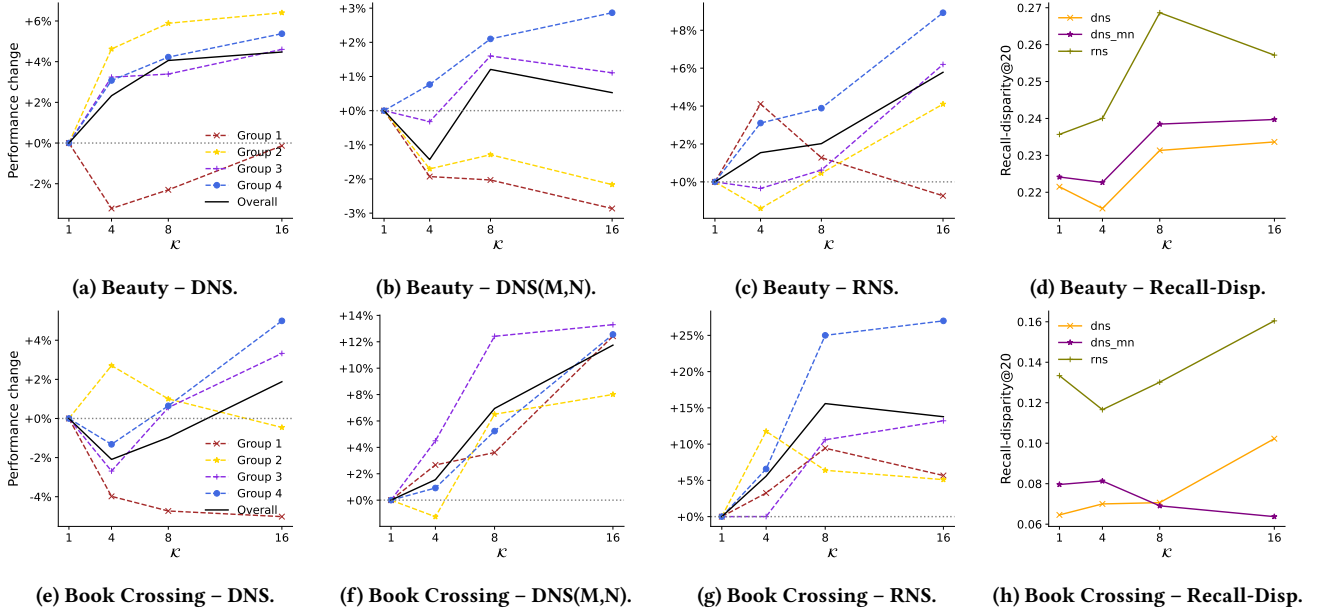 +6%
+4%
+2%
+0%
-2%
Performance change
1
4
8
16
𝒦
Group 1
Group 2
Group 3
Group 4
Overall
(a) Beauty – DNS.
+3%
+2%
+1%
+0%
-1%
-2%
-3%
1
4
8
16
𝒦
(b) Beauty – DNS(M,N).
+8%
+6%
+4%
+2%
+0%
1
4
8
16
𝒦
(c) Beauty – RNS.
0.27
0.26
0.25
0.24
0.23
0.22
Recall-disparity@20
dns
dns_mn
rns
1
4
8
16
𝒦
(d) Beauty – Recall-Disp.
+4%
+2%
+0%
-2%
-4%
Performance change
Group 1
Group 2
Group 3
Group 4
Overall
1
4
8
16
𝒦
(e) Book Crossing – DNS.
+14%
+12%
+10%
+8%
+6%
+4%
+2%
+0%
1
4
8
16
𝒦
(f) Book Crossing – DNS(M,N).
+25%
+20%
+15%
+10%
+5%
+0%
1
4
8
16
𝒦
(g) Book Crossing – RNS.
0.16
0.14
0.12
0.10
0.08
0.06
Recall-disparity@20
dns
dns_mn
rns
1
4
8
16
𝒦
(h) Book Crossing – Recall-Disp.